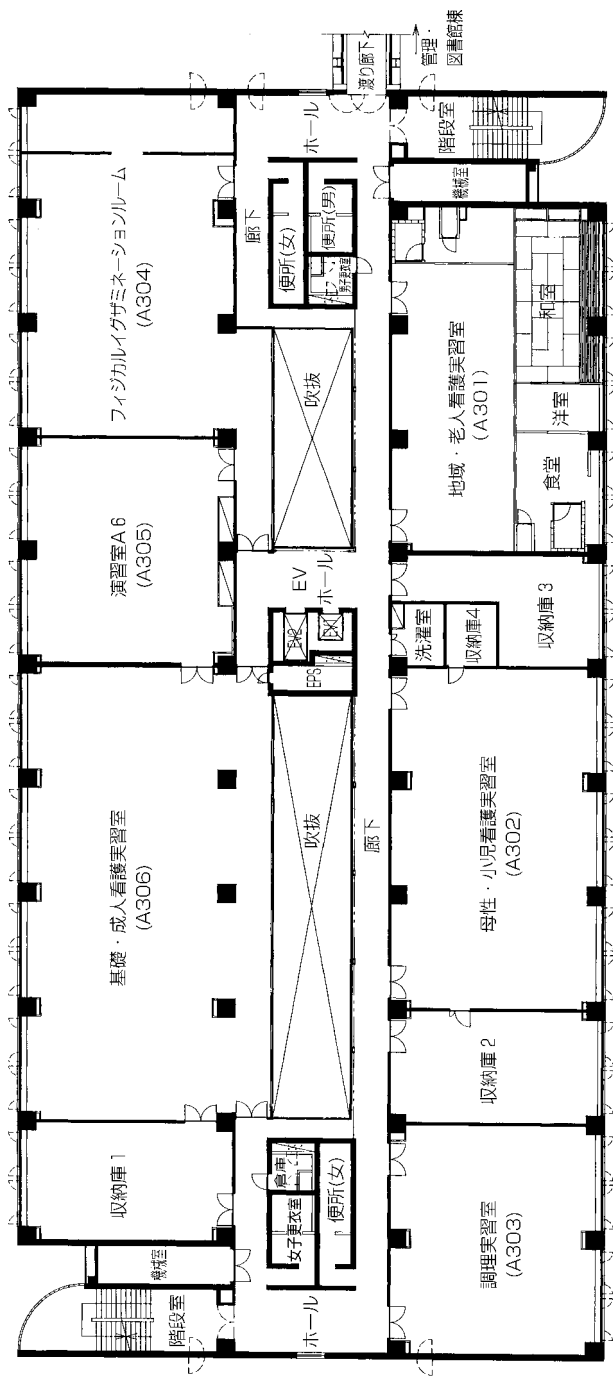 収納庫1
基礎・成人看護実習室
(A306)
演習室A6
(A305)
フィジカルイグザミネーションルーム
(A304)
階段室
機械室
ホール
女子更衣室
倉庫
便所(女)
吹抜
EPS
EV2
EV
ホール
吹抜
廊下
便所(女)
便所(男)
男子更衣室
ホール
渡り廊下
管理・
図書館棟
廊下
調理実習室
(A303)
収納庫2
母性・小児看護実習室
(A302)
洗濯室
収納庫4
収納庫3
地域・老人看護実習室
(A301)
食堂
洋室
和室
機械室
階段室